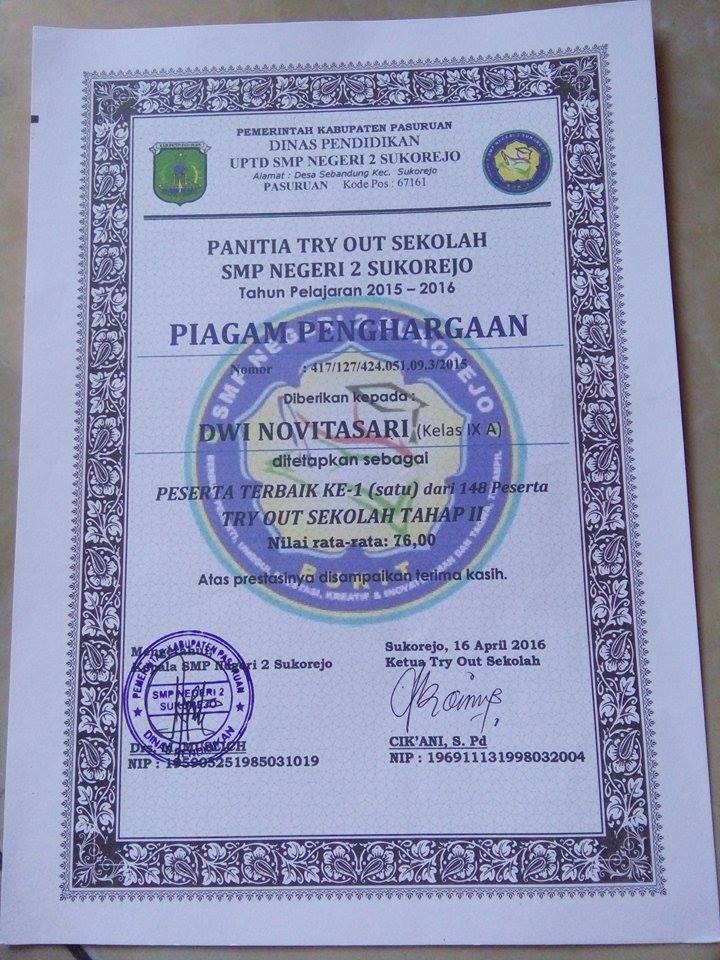 PEMERINTAH KABUPATEN PASURUAN
DINAS PENDIDIKAN
UPTD SMP NEGERI 2 SUKOREJO
Alamat : Desa Sebandung Kec. Sukorejo
PASURUAN Kode Pos : 67161
PANITIA TRY OUT SEKOLAH
SMP NEGERI 2 SUKOREJO
Tahun Pelajaran 2015 – 2016
PIAGAM PENGHARGAAN
Nomor : 417/127/424.051.09.3/2015
Diberikan kepada :
DWI NOVITASARI (Kelas IX A)
ditetapkan sebagai
PESERTA TERBAIK KE-1 (satu) dari 148 Peserta
TRY OUT SEKOLAH TAHAP II
Nilai rata-rata: 76,00
Atas prestasinya disampaikan terima kasih.
Mengetahui
Kepala SMP Negeri 2 Sukorejo
PEMERINTAH KABUPATEN PASURUAN
SMP NEGERI 2
SUKOREJO
DINAS PENDIDIKAN
NIP : 195905251985031019
Sukorejo, 16 April 2016
Ketua Try Out Sekolah
CIK'ANI, S. Pd
NIP : 196911131998032004